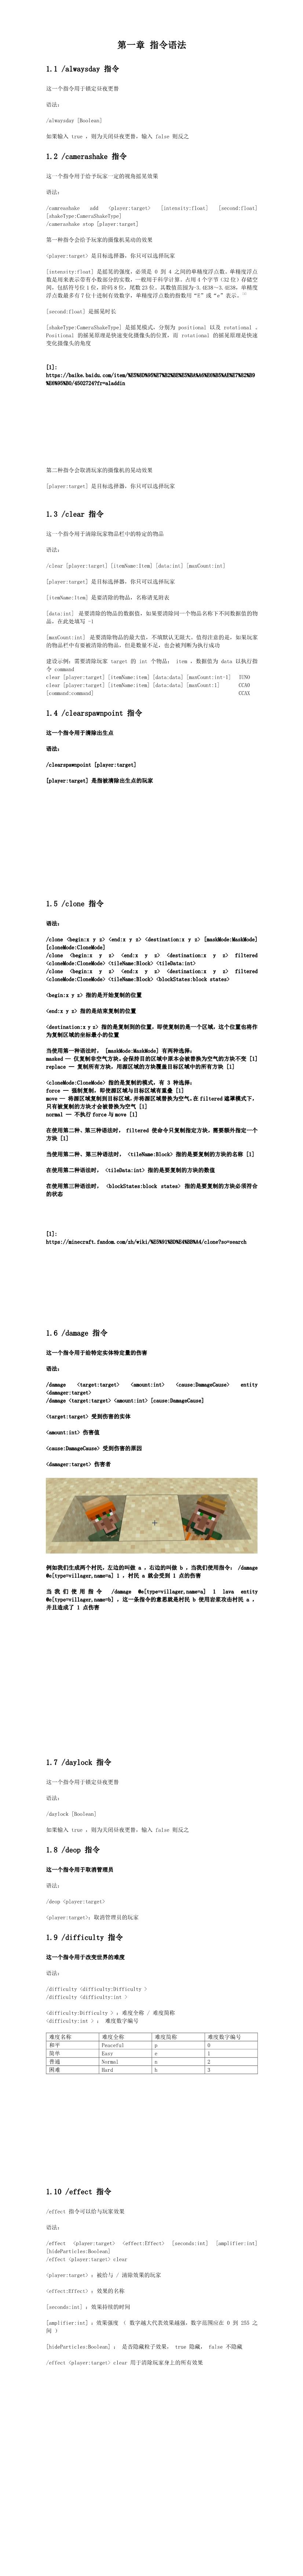 第一章 指令语法
1.1 /alwaysday 指令
这一个指令用于锁定昼夜更替
语法：
/alwaysday [Boolean]
如果输入 true ，则为关闭昼夜更替，输入 false 则反之
1.2 /camerashake 指令
这一个指令用于给予玩家一定的视角摇晃效果
语法：
/camreashake add <player:target> [intensity:float] [second:float]
[shakeType:CameraShakeType]
/camerashake stop [player:target]
第一种指令会给予玩家的摄像机晃动的效果
<player:target> 是目标选择器，你只可以选择玩家
[intensity:float] 是摇晃的强度，必须是 0 到 4 之间的单精度浮点数，单精度浮点
数是用来表示带有小数部分的实数，一般用于科学计算。占用4个字节（32位）存储空
间，包括符号位1位，阶码8位，尾数23位。其数值范围为-3.4E38～3.4E38，单精度
浮点数最多有7位十进制有效数字，单精度浮点数的指数用“E”或“e”表示。
[second:float] 是摇晃时长
[shakeType:CameraShakeType] 是摇晃模式，分别为 positional 以及 rotational ，
Positional 的摇晃原理是快速变化摄像头的位置，而 rotational 的摇晃原理是快速
变化摄像头的角度
[1]:
第二种指令会取消玩家的摄像机的晃动效果
[player:target] 是目标选择器，你只可以选择玩家
1.3 /clear 指令
这一个指令用于清除玩家物品栏中的特定的物品
语法：
/clear [player:target] [itemName:Item] [data:int] [maxCount:int]
[player:target] 是目标选择器，你只可以选择玩家
[itemName:Item] 是要清除的物品，名称请见附表
[data:int] 是要清除的物品的数据值，如果要清除同一个物品名称下不同数据值的物
品，在此处填写 -1
[maxCount:int] 是要清除物品的最大值，不填默认无限大。值得注意的是，如果玩家
的物品栏中有要被清除的物品，但是数量不足，也会被判断为执行成功
建设示例：需要清除玩家 target 的 int 个物品： item ，数据值为 data 以执行指
令 command
clear [player:target] [itemName:item] [data:data] [maxCount:int-1] IUN0
clear [player:target] [itemName:item] [data:data] [maxCount:1] CCA0
[command:command] CCA1
1.4 /clearspawnpoint 指令
这一个指令用于清除出生点
语法：
/clearspawnpoint [player:target]
[player:target] 是指被清除出生点的玩家
1.5 /clone 指令
语法：
/clone <begin:x y z> <end:x y z> <destination:x y z> [maskMode:MaskMode]
[cloneMode:CloneMode]
/clone <begin:x y z> <end:x y z> <destination:x y z> filtered
<cloneMode:CloneMode> <tileName:Block> <tileData:int>
/clone <begin:x y z> <end:x y z> <destination:x y z> filtered
<cloneMode:CloneMode> <tileName:Block> <blockStates:block states>
<begin:x y z> 指的是开始复制的位置
<end:x y z> 指的是结束复制的位置
<destination:x y z> 指的是复制到的位置，即使复制的是一个区域，这个位置也将作
为复制区域的坐标最小的位置
当使用第一种语法时， [maskMode:MaskMode] 有两种选择：
masked — 仅复制非空气方块。会保持目的区域中原本会被替换为空气的方块不变 [1]
replace — 复制所有方块，用源区域的方块覆盖目标区域中的所有方块 [1]
<cloneMode:CloneMode> 指的是复制的模式，有 3 种选择：
force — 强制复制，即使源区域与目标区域有重叠 [1]
move — 将源区域复制到目标区域，并将源区域替换为空气。在 filtered 遮罩模式下，
只有被复制的方块才会被替换为空气 [1]
normal — 不执行 force 与 move [1]
在使用第二种、第三种语法时， filtered 使命令只复制指定方块。需要额外指定一个
方块 [1]
当使用第二种、第三种语法时， <tileName:Block> 指的是要复制的方块的名称 [1]
在使用第二种语法时， <tileData:int> 指的是要复制的方块的数值
在使用第三种语法时， <blockStates:block states> 指的是要复制的方块必须符合
的状态
[1]:
https://minecraft.fandom.com/zh/wiki/%E5%91%BD%E4%BB%A4/clone?so=search
1.6 /damage 指令
这一个指令用于给特定实体特定量的伤害
语法：
/damage <target:target> <amount:int> <cause:DamageCause> entity
<damager:target>
/damage <target:target> <amount:int> [cause:DamageCause]
<target:target> 受到伤害的实体
<amount:int> 伤害值
<cause:DamageCause> 受到伤害的原因
<damager:target> 伤害者
例如我们生成两个村民，左边的叫做 a ，右边的叫做 b ，当我们使用指令： /damage
@e[type=villager,name=a] 1 ，村民 a 就会受到 1 点的伤害
当我们使用指令 /damage @e[type=villager,name=a] 1 lava entity
@e[type=villager,name=b] ，这一条指令的意思就是村民 b 使用岩浆攻击村民 a ，
并且造成了 1 点伤害
1.7 /daylock 指令
这一个指令用于锁定昼夜更替
语法：
/daylock [Boolean]
如果输入 true ，则为关闭昼夜更替，输入 false 则反之
1.8 /deop 指令
这一个指令用于取消管理员
语法：
/deop <player:target>
<player:target>：取消管理员的玩家
1.9 /difficulty 指令
这一个指令用于改变世界的难度
语法：
/difficulty <difficulty:Difficulty >
/difficulty <difficulty:int >
<difficulty:Difficulty > ：难度全称 / 难度简称
<difficulty:int > ： 难度数字编号
难度名称 难度全称 难度简称 难度数字编号
和平 Peaceful p 0
简单 Easy e 1
普通 Normol n 2
困难 Hard h 3
1.10 /effect 指令
/effect 指令可以给与玩家效果
语法：
/effect <player:target> <effect:Effect> [seconds:int] [amplifier:int]
[hideParticles:Boolean]
/effect <player:target> clear
<player:target> ；被给与 / 清除效果的玩家
<effect:Effect> ；效果的名称
[seconds:int] ；效果持续的时间
[amplifier:int] ；效果强度 （ 数字越大代表效果越强，数字范围应在 0 到 255 之
间 ）
[hideParticles:Boolean] ； 是否隐藏粒子效果， true 隐藏， false 不隐藏
/effect <player:target> clear 用于清除玩家身上的所有效果